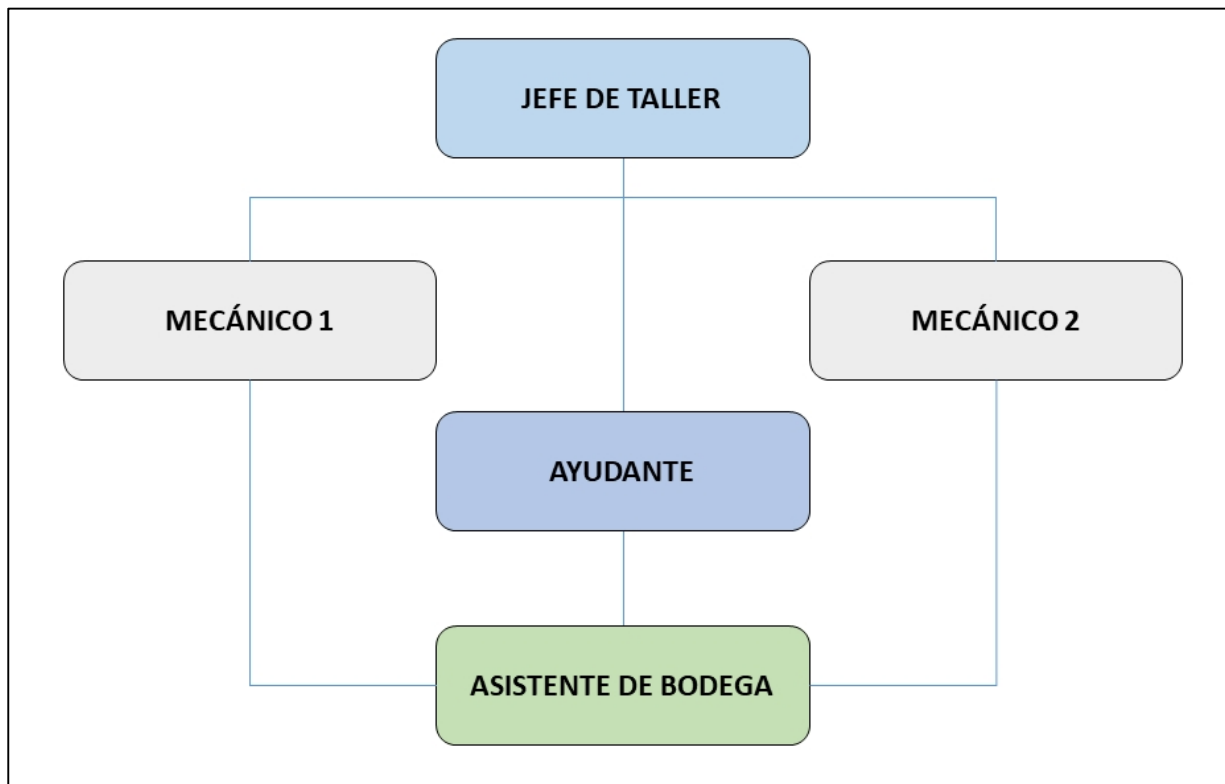 JEFE DE TALLER
MECÁNICO 1
MECÁNICO 2
AYUDANTE
ASISTENTE DE BODEGA